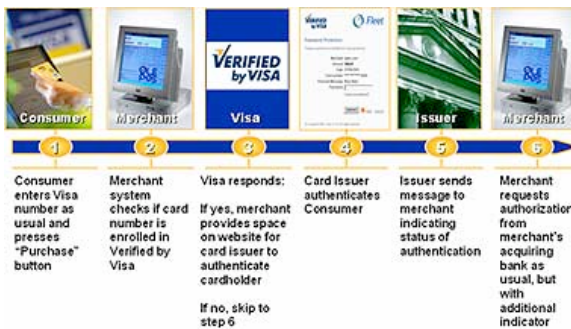 VERIFIED
by VISA
VERIFIED
by VISA
Fleet
Consumer
Merchant
Visa
Issuer
Merchant
1
2
3
4
5
6
Consumer
enters Visa
number as
usual and
presses
"Purchase"
button
Merchant
system
checks if card
number is
enrolled in
Verified by
Visa
Visa responds:
If yes, merchant
provides space
on website for
card issuer to
authenticate
cardholder
If no, skip to
step 6
Card Issuer
authenticates
Consumer
Issuer sends
message to
merchant
indicating
status of
authentication
Merchant
requests
authorization
from
merchant's
acquiring
bank as
usual, but
with
additional
indicator